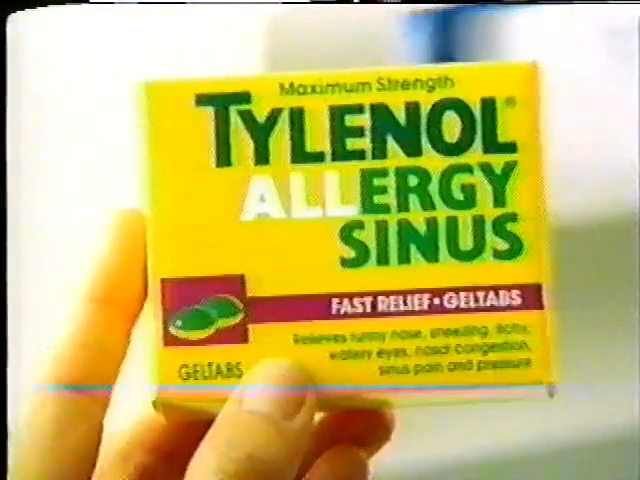 Maximum Strength
TYLENOL®
ALLERGY
SINUS
FAST RELIEF•GELTABS
Relieves runny nose, sneezing, itchy,
watery eyes, nasal congestion,
sinus pain and pressure
GELTABS